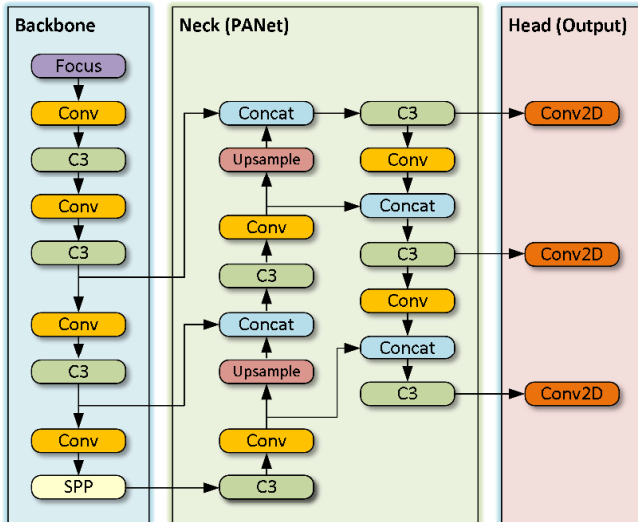 Backbone
Focus
Conv
C3
Conv
C3
Conv
C3
Conv
SPP
Neck (PANet)
Concat
Upsample
Conv
C3
Concat
Upsample
Conv
C3
C3
Conv
Concat
C3
Conv
Concat
C3
Head (Output)
Conv2D
Conv2D
Conv2D